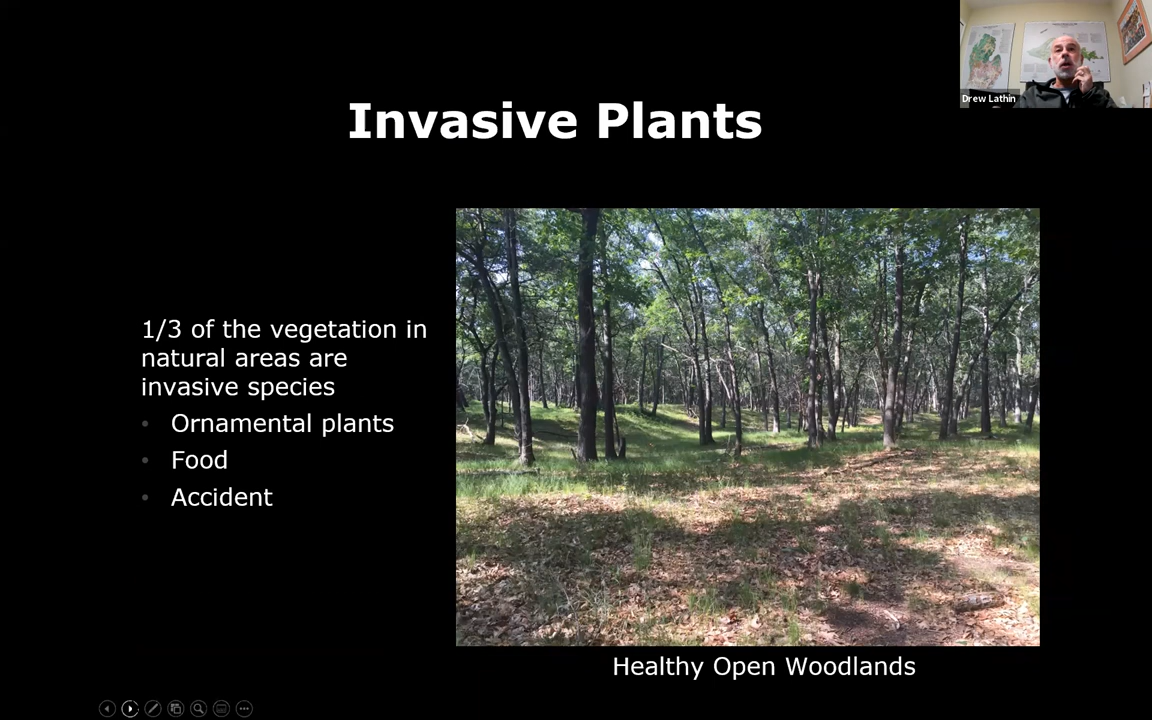 Drew Lathin
Invasive Plants
1/3 of the vegetation in
natural areas are
invasive species
• Ornamental plants
• Food
• Accident
Healthy Open Woodlands